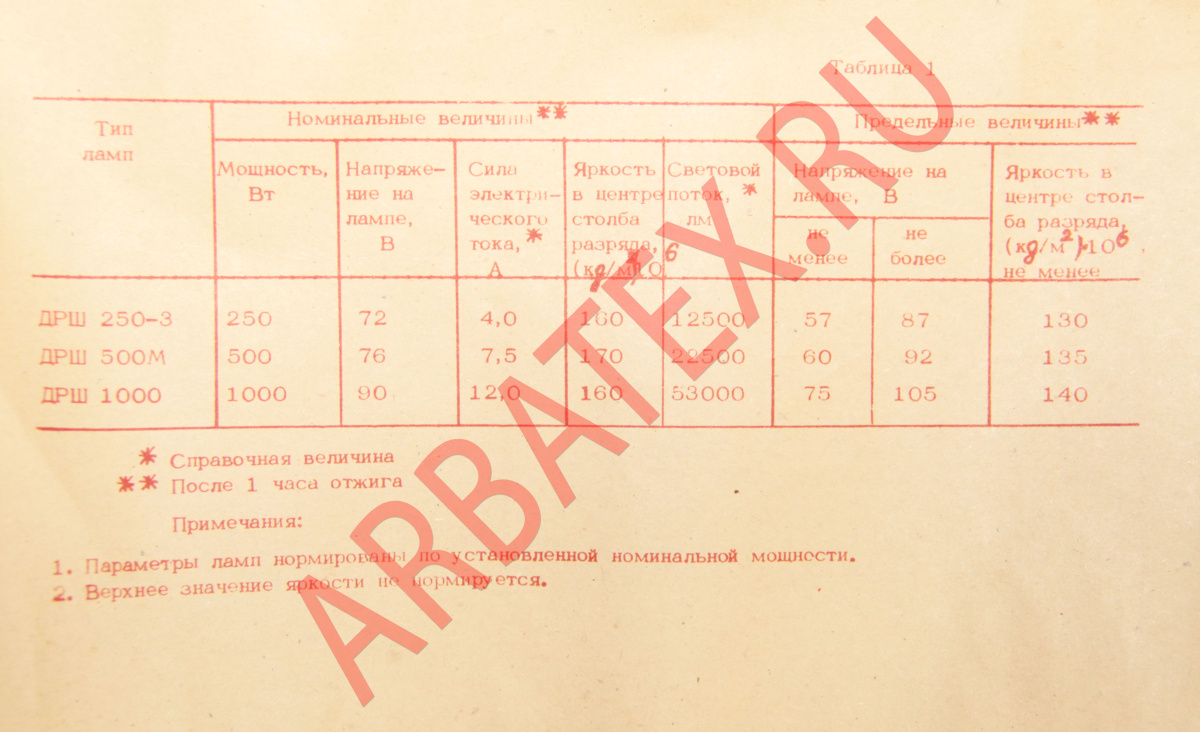 Таблица 1
Тип ламп
Номинальные величины**
Предельные величины**
Мощность, Вт
Напряже-
ние на
лампе,
В
Сила
электри-
ческого
тока,*
А
Яркость
в центре
столба
разряда,
Световой
поток, *
лм
Напряжение на
лампе, В
не
менее
не
более
Яркость в
центре стол-
ба разряда,
(кg/м²)·10⁶,
не менее
ДРШ 250-3 250 72 4,0 160 12500 57 87 130
ДРШ 500М 500 76 7,5 170 22500 60 92 135
ДРШ 1000 1000 90 12,0 160 53000 75 105 140
* Справочная величина
** После 1 часа отжига
Примечания:
1. Параметры ламп нормированы по установленной номинальной мощности.
2. Верхнее значение яркости не нормируется.
ARBATEX.RU